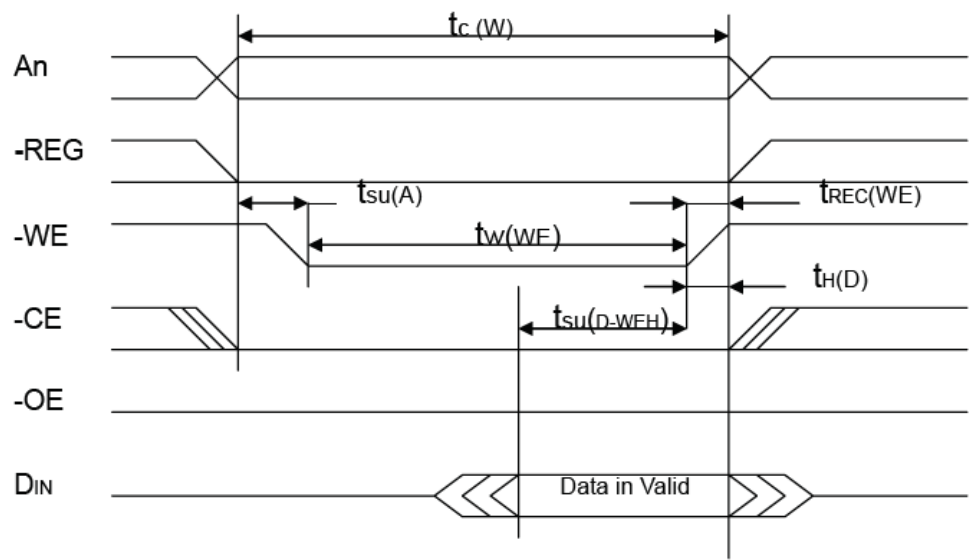 tC (W)
An
-REG
tsu(A)
tREC(WE)
-WE
tW(WE)
tH(D)
-CE
tsu(D-WEH)
-OE
DIN
Data in Valid